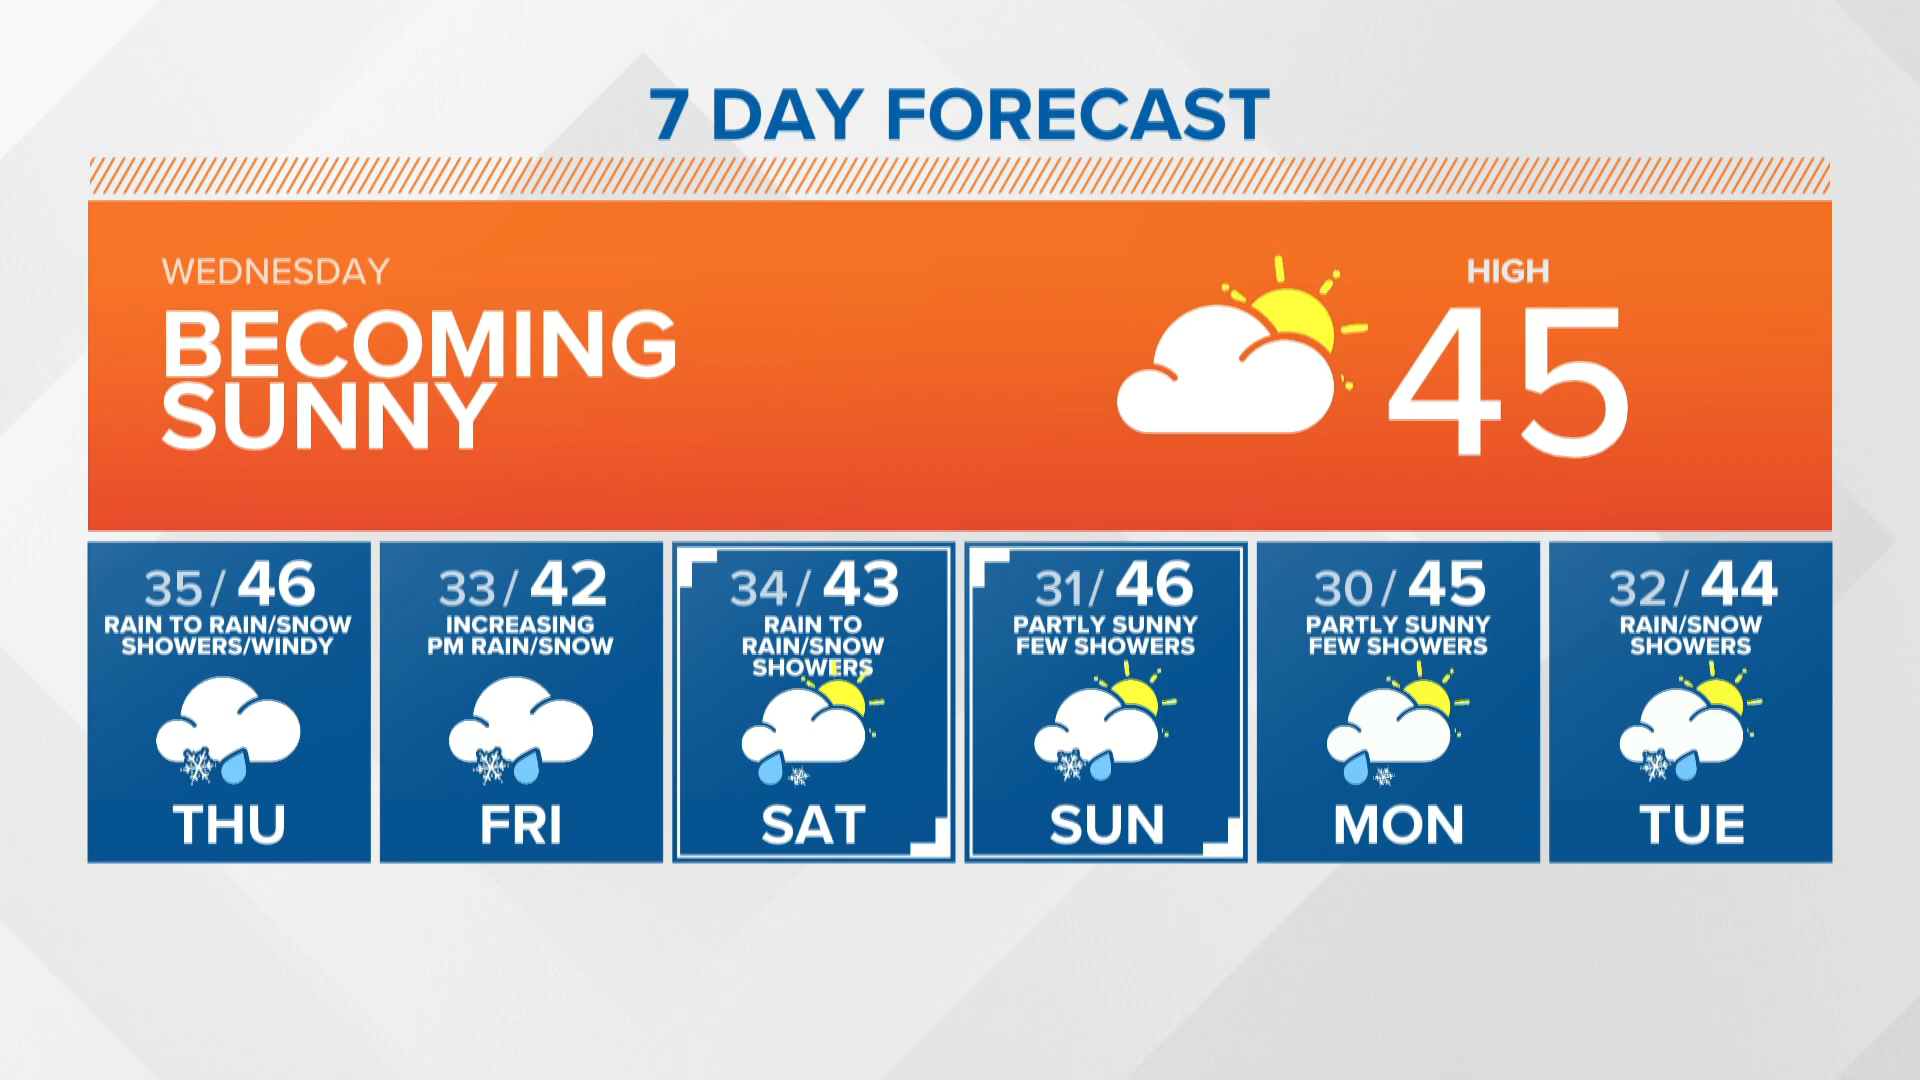 7 DAY FORECAST
WEDNESDAY
BECOMING
SUNNY
HIGH
45
35/46
RAIN TO RAIN/SNOW
SHOWERS/WINDY
THU
33/42
INCREASING
PM RAIN/SNOW
FRI
34/43
RAIN TO
RAIN/SNOW
SHOWERS
SAT
31/46
PARTLY SUNNY
FEW SHOWERS
SUN
30/45
PARTLY SUNNY
FEW SHOWERS
MON
32/44
RAIN/SNOW
SHOWERS
TUE